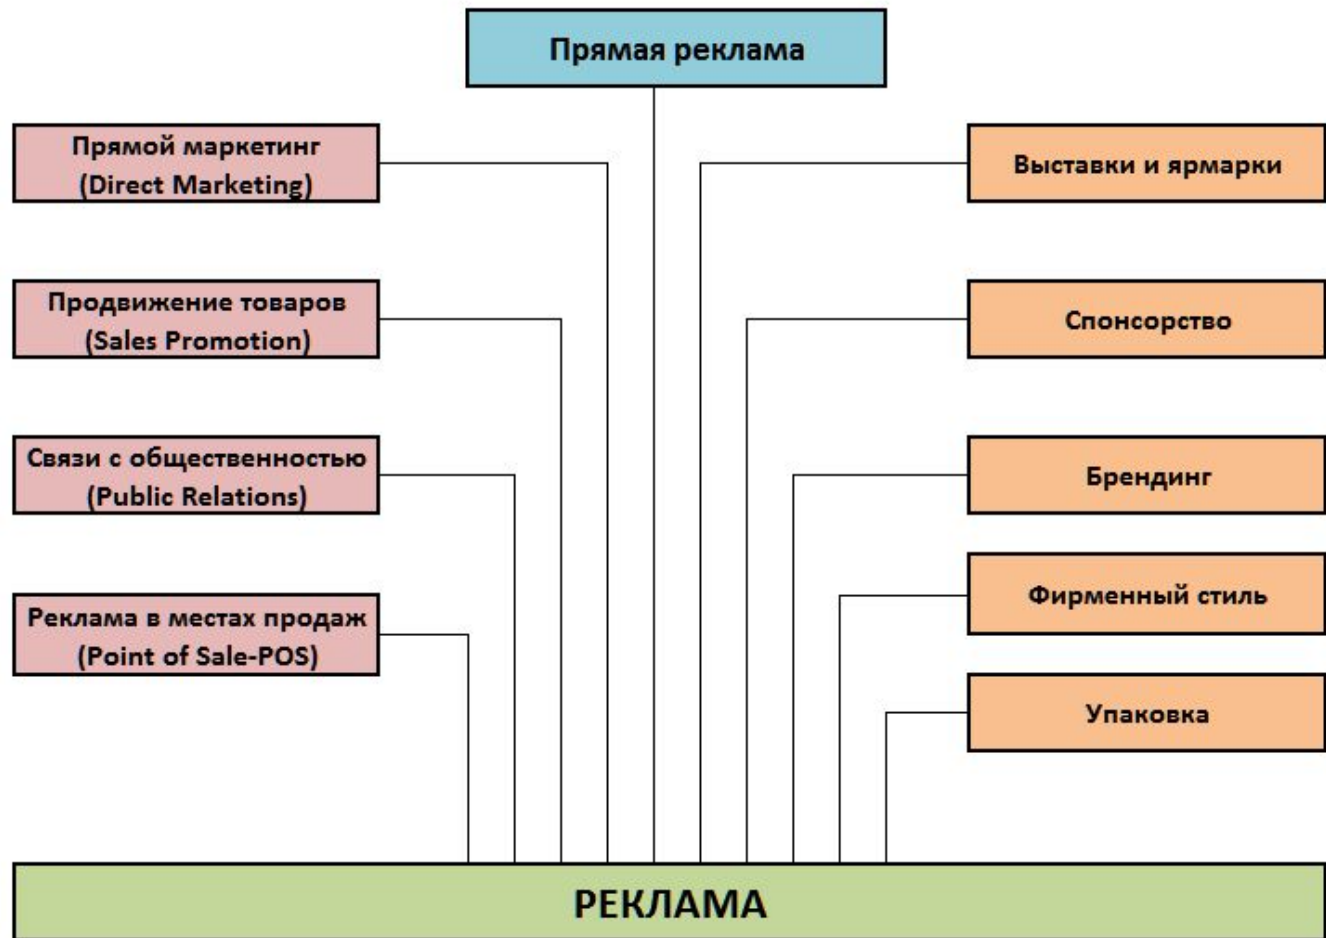 Прямая реклама
Прямой маркетинг
(Direct Marketing)
Продвижение товаров
(Sales Promotion)
Связи с общественностью
(Public Relations)
Реклама в местах продаж
(Point of Sale-POS)
Выставки и ярмарки
Спонсорство
Брендинг
Фирменный стиль
Упаковка
РЕКЛАМА